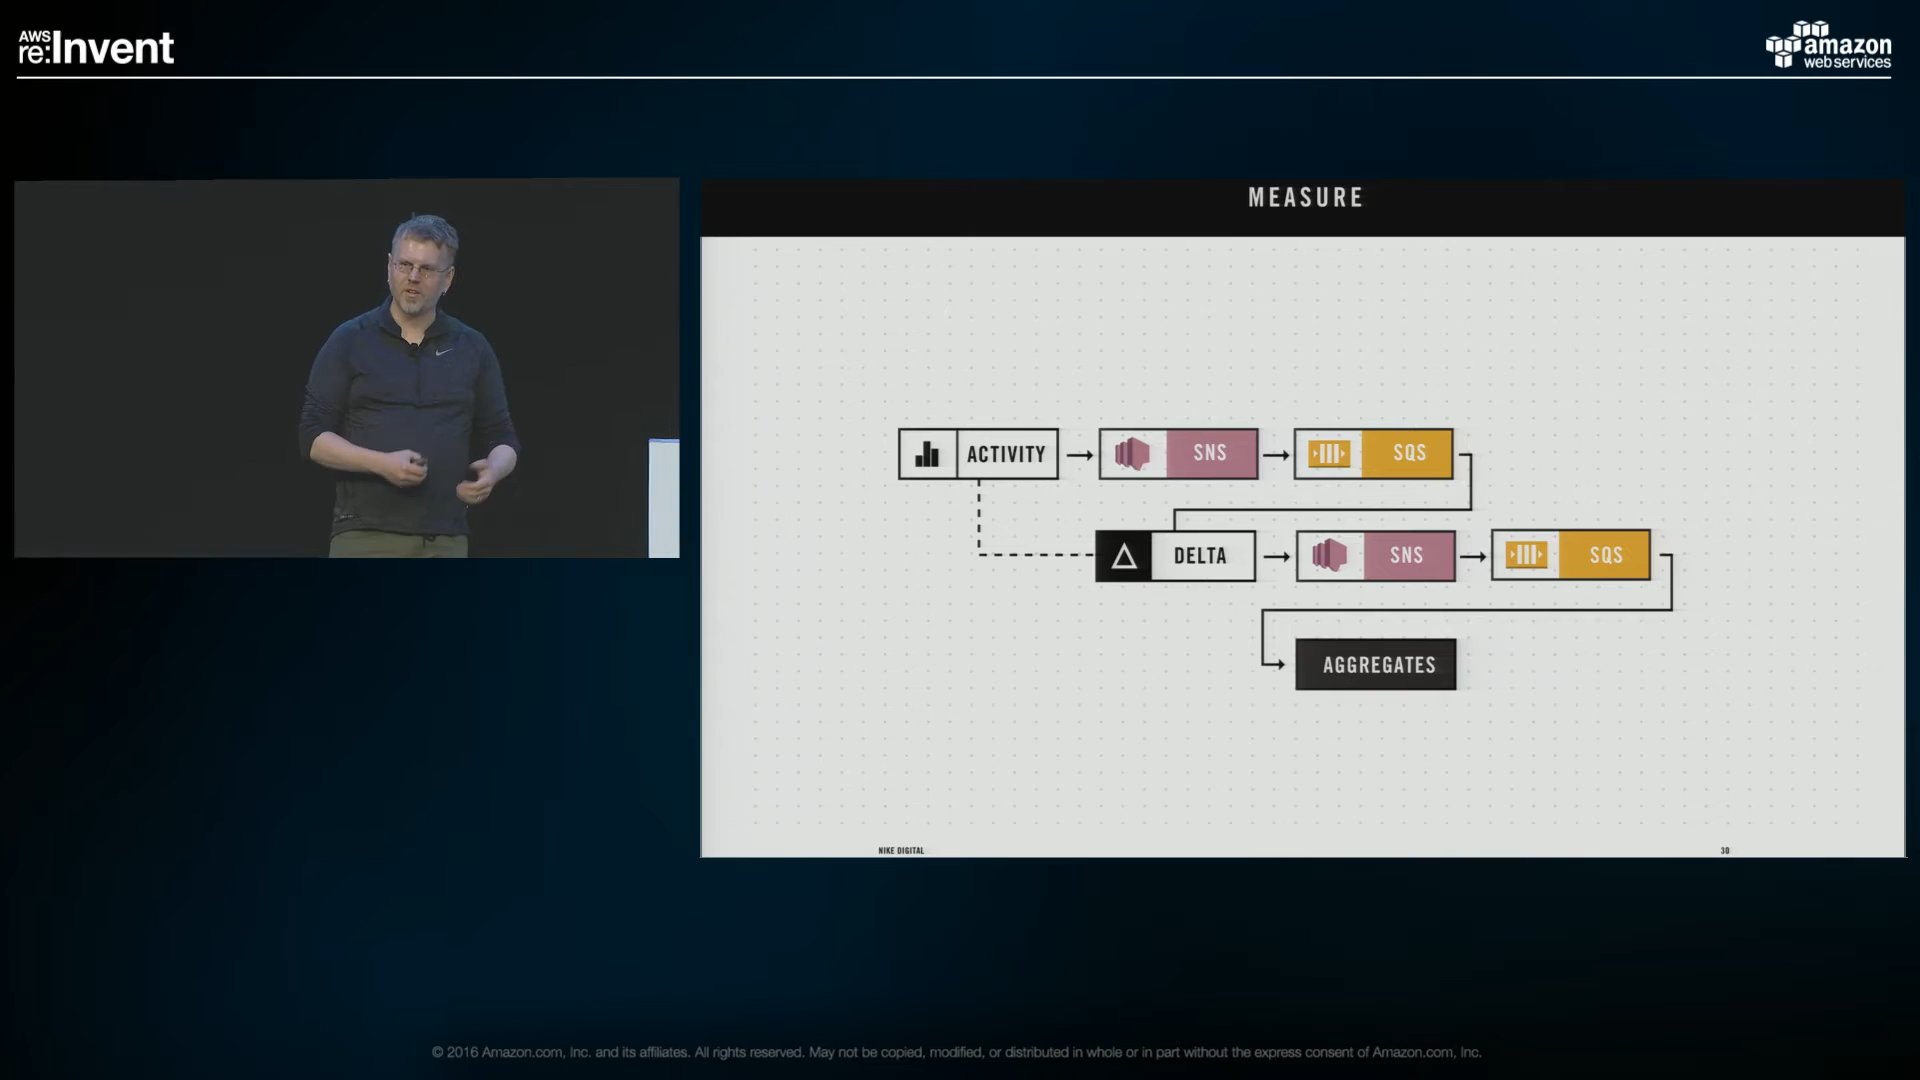 AWS
re:Invent
amazon
web services
MEASURE
ACTIVITY
SNS
SQS
DELTA
SNS
SQS
AGGREGATES
NIKE DIGITAL
30
© 2016 Amazon.com, Inc. and its affiliates. All rights reserved. May not be copied, modified, or distributed in whole or in part without the express consent of Amazon.com, Inc.